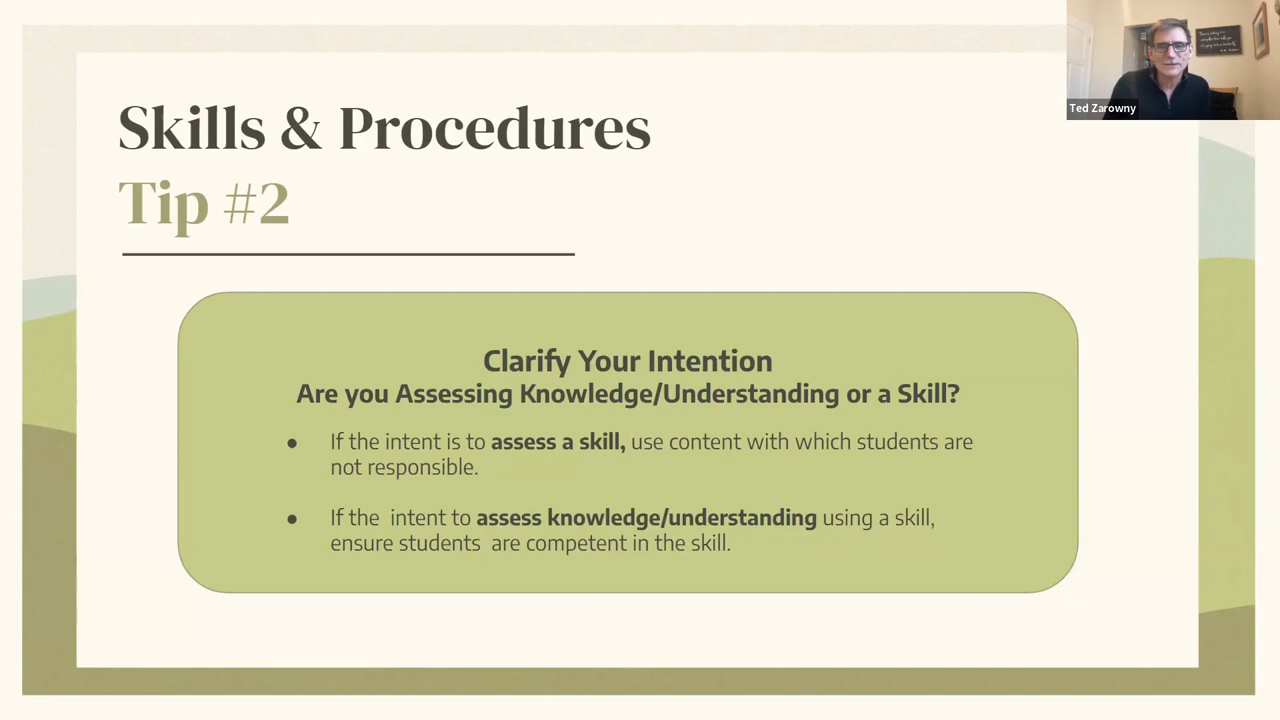 Skills & Procedures
Tip #2
Clarify Your Intention
Are you Assessing Knowledge/Understanding or a Skill?
● If the intent is to assess a skill, use content with which students are
not responsible.
● If the  intent to assess knowledge/understanding using a skill,
ensure students  are competent in the skill.
Ted Zarowny